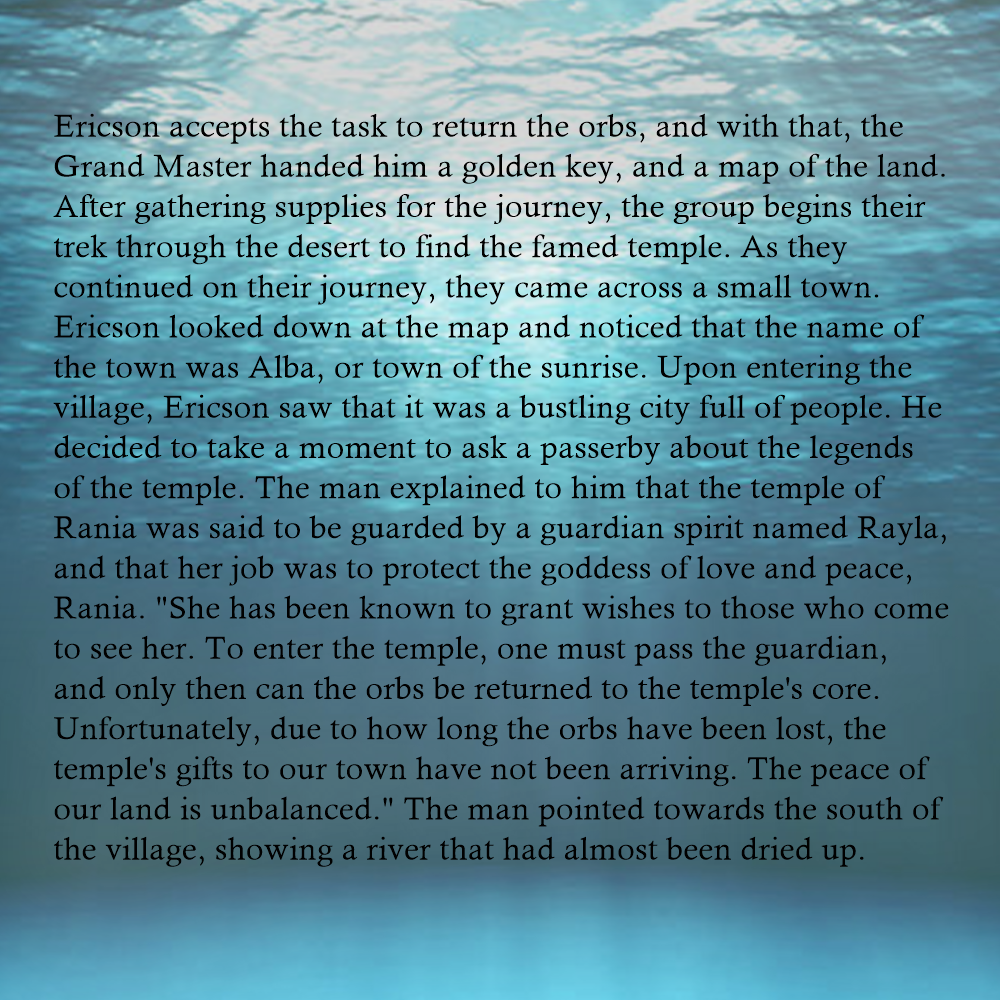 Ericson accepts the task to return the orbs, and with that, the
Grand Master handed him a golden key, and a map of the land.
After gathering supplies for the journey, the group begins their
trek through the desert to find the famed temple. As they
continued on their journey, they came across a small town.
Ericson looked down at the map and noticed that the name of
the town was Alba, or town of the sunrise. Upon entering the
village, Ericson saw that it was a bustling city full of people. He
decided to take a moment to ask a passerby about the legends
of the temple. The man explained to him that the temple of
Rania was said to be guarded by a guardian spirit named Rayla,
and that her job was to protect the goddess of love and peace,
Rania. "She has been known to grant wishes to those who come
to see her. To enter the temple, one must pass the guardian,
and only then can the orbs be returned to the temple's core.
Unfortunately, due to how long the orbs have been lost, the
temple's gifts to our town have not been arriving. The peace of
our land is unbalanced." The man pointed towards the south of
the village, showing a river that had almost been dried up.